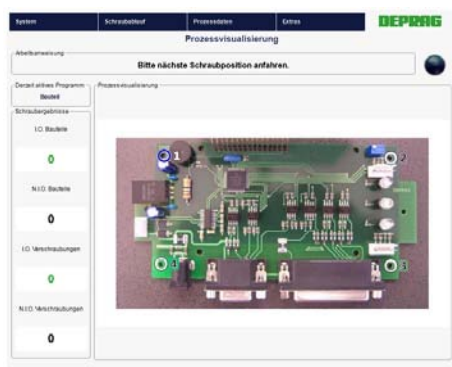 System Schraubablauf Prozessdaten Extras DEPRAG
Prozessvisualisierung
Arbeitsanweisung
Bitte nächste Schraubposition anfahren.
Derzeit aktives Programm
Bauteil
Prozessvisualisierung
Schraubergebnisse
I.O. Bauteile
0
N.I.O. Bauteile
0
I.O. Verschraubungen
0
N.I.O. Verschraubungen
0
1
2
4
3